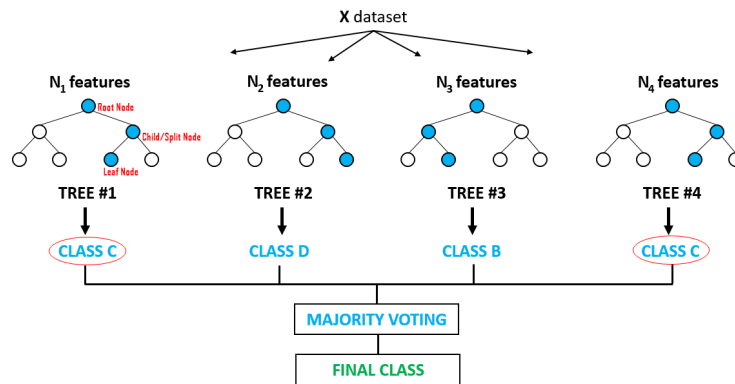 X dataset
N₁ features
N₂ features
N₃ features
N₄ features
Root Node
Child/Split Node
Leaf Node
TREE #1
TREE #2
TREE #3
TREE #4
CLASS C
CLASS D
CLASS B
CLASS C
MAJORITY VOTING
FINAL CLASS